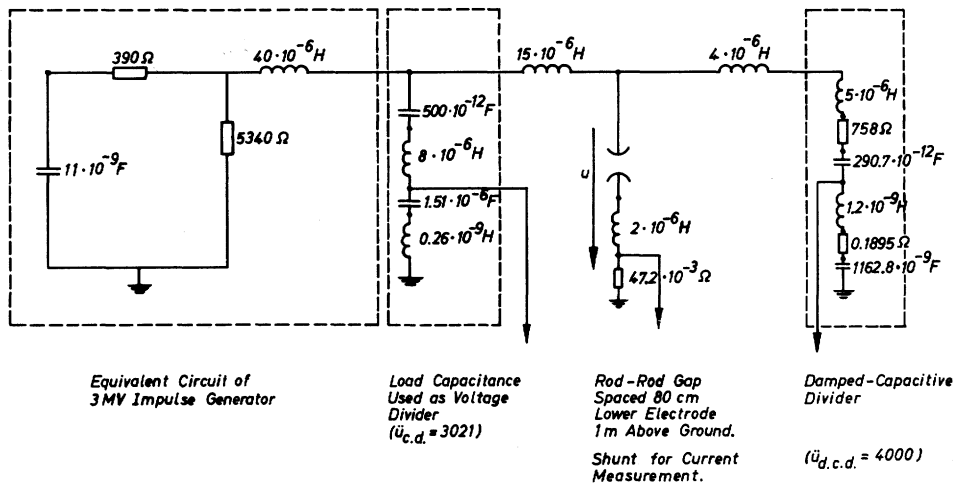 390 Ω
40·10⁻⁶H
15·10⁻⁶H
4·10⁻⁶H
11·10⁻⁹F
5340 Ω
500·10⁻¹²F
8·10⁻⁶H
1.51·10⁻⁶F
0.26·10⁻⁹H
u
2·10⁻⁶H
47.2·10⁻³Ω
5·10⁻⁶H
758Ω
290.7·10⁻¹²F
1.2·10⁻⁹H
0.1895Ω
1162.8·10⁻⁹F
Equivalent Circuit of
3MV Impulse Generator
Load Capacitance
Used as Voltage
Divider
(ü_c.d. = 3021)
Rod-Rod Gap
Spaced 80 cm
Lower Electrode
1m Above Ground.
Shunt for Current
Measurement.
Damped-Capacitive
Divider
(ü_d.c.d. = 4000)